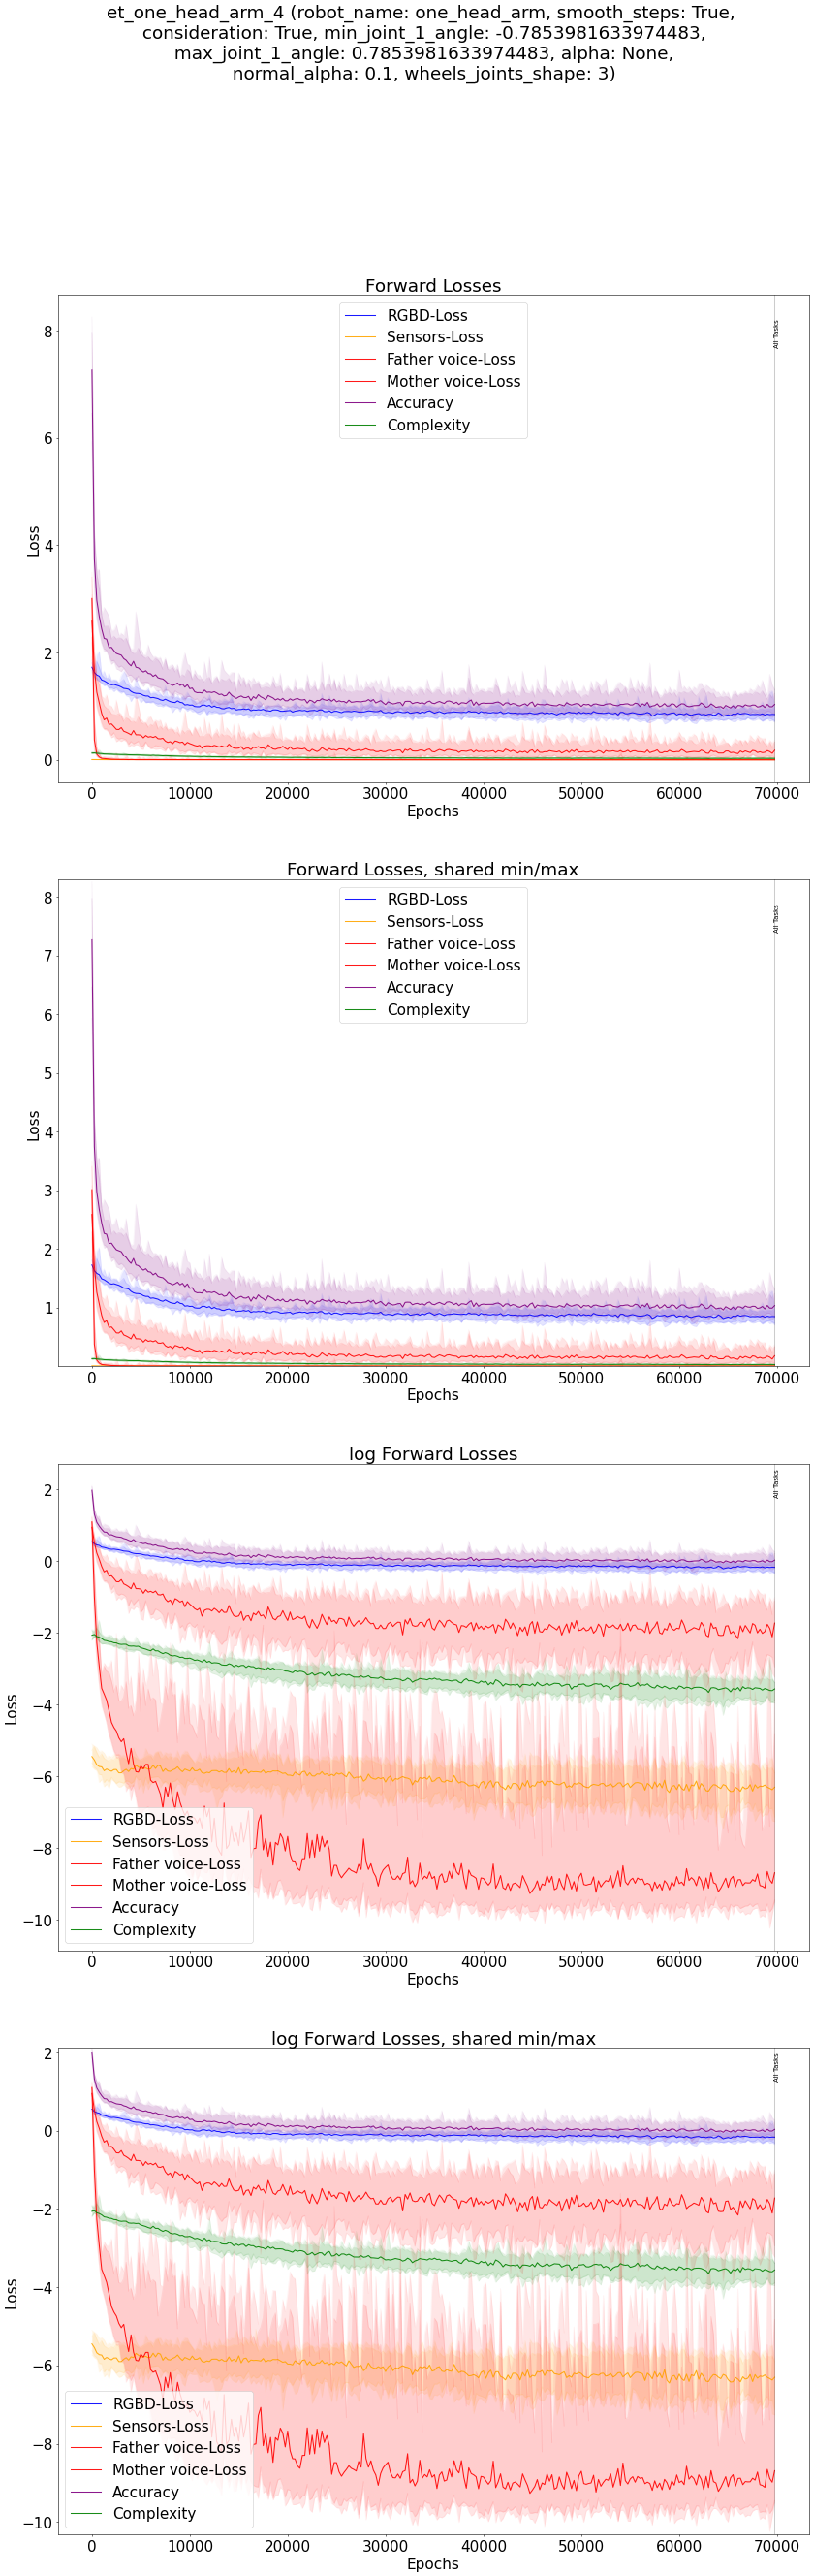 et_one_head_arm_4 (robot_name: one_head_arm, smooth_steps: True,
consideration: True, min_joint_1_angle: -0.7853981633974483,
max_joint_1_angle: 0.7853981633974483, alpha: None,
normal_alpha: 0.1, wheels_joints_shape: 3)
Forward Losses
RGBD-Loss
Sensors-Loss
Father voice-Loss
Mother voice-Loss
Accuracy
Complexity
All Tasks
8
6
4
2
0
Loss
0 10000 20000 30000 40000 50000 60000 70000
Epochs
Forward Losses, shared min/max
RGBD-Loss
Sensors-Loss
Father voice-Loss
Mother voice-Loss
Accuracy
Complexity
All Tasks
8
7
6
5
4
3
2
1
Loss
0 10000 20000 30000 40000 50000 60000 70000
Epochs
log Forward Losses
All Tasks
2
0
−2
−4
−6
−8
−10
Loss
RGBD-Loss
Sensors-Loss
Father voice-Loss
Mother voice-Loss
Accuracy
Complexity
0 10000 20000 30000 40000 50000 60000 70000
Epochs
log Forward Losses, shared min/max
All Tasks
2
0
−2
−4
−6
−8
−10
Loss
RGBD-Loss
Sensors-Loss
Father voice-Loss
Mother voice-Loss
Accuracy
Complexity
0 10000 20000 30000 40000 50000 60000 70000
Epochs